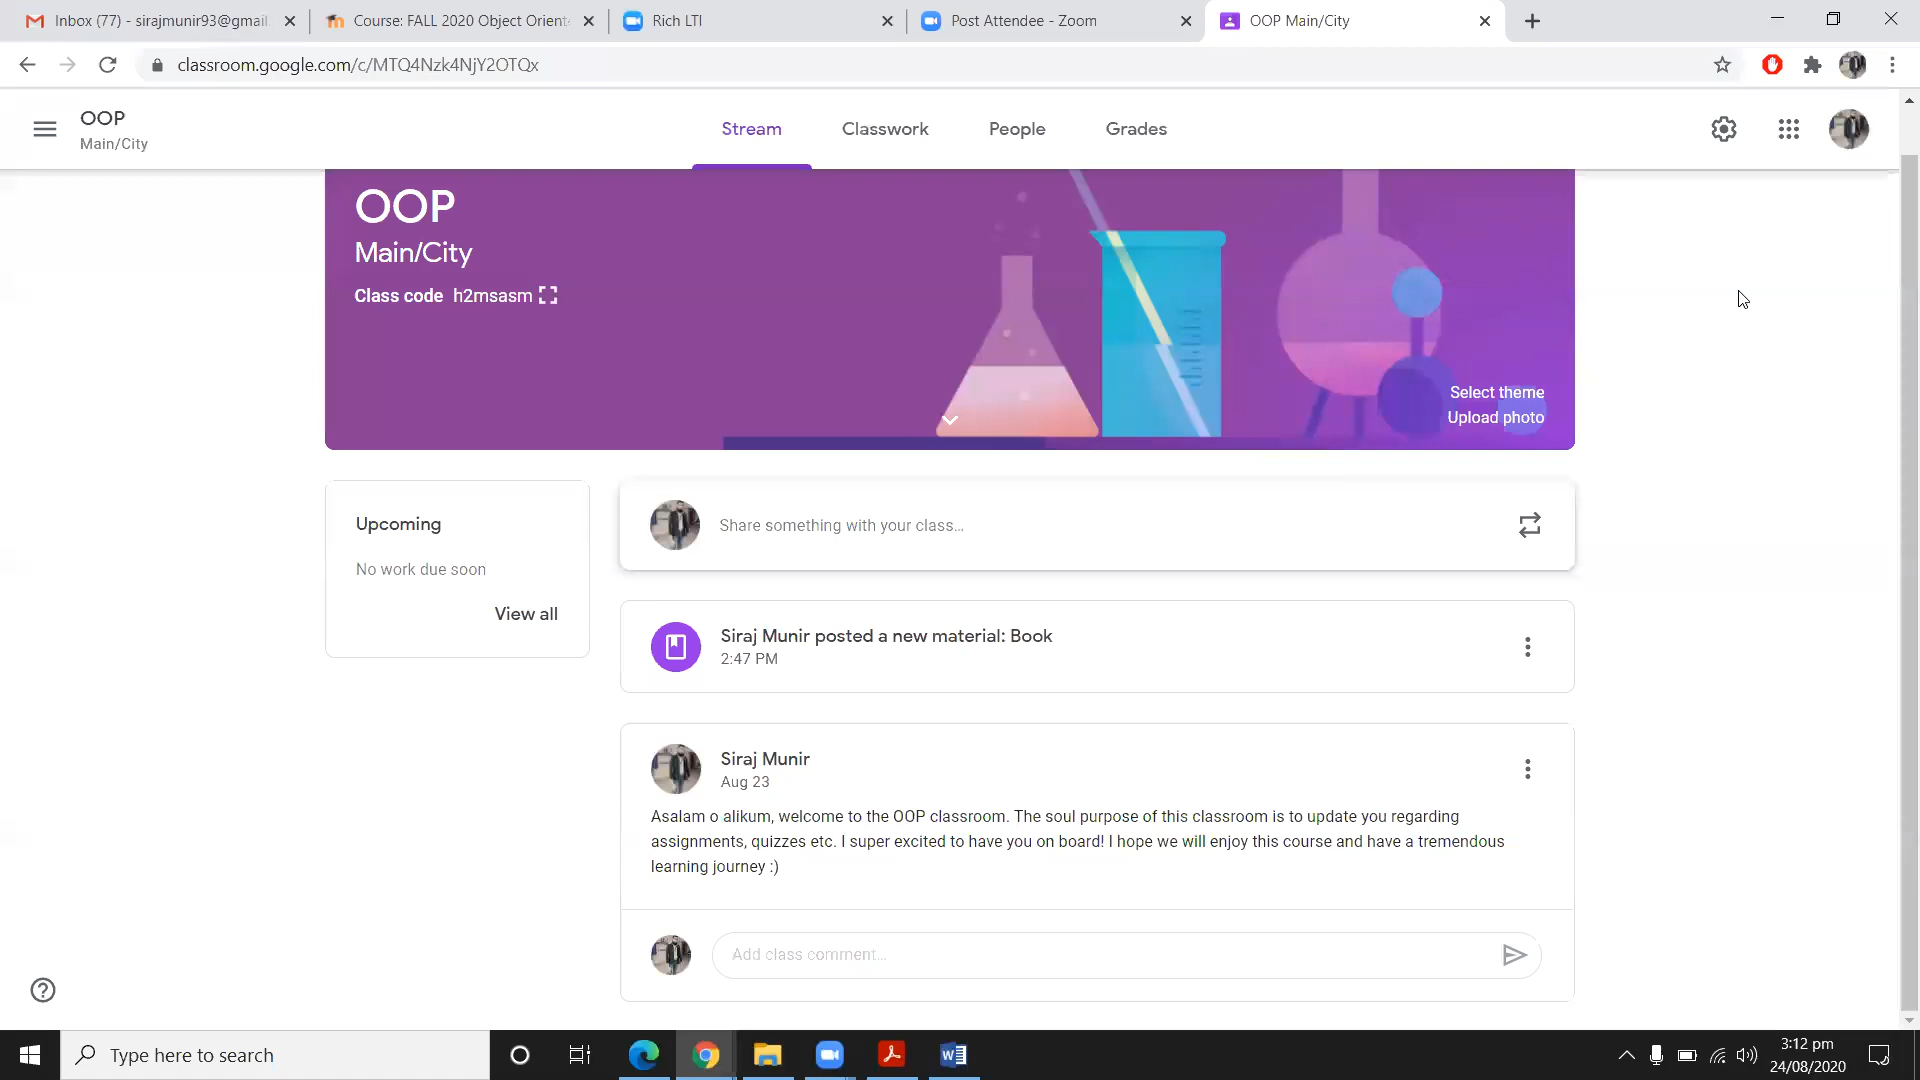 Inbox (77) - sirajmunir93@gmail.
Course: FALL 2020 Object Orient
Rich LTI
Post Attendee - Zoom
OOP Main/City
classroom.google.com/c/MTQ4Nzk4NjY2OTQx
OOP
Main/City
Stream
Classwork
People
Grades
OOP
Main/City
Class code h2msasm
Select theme
Upload photo
Upcoming
No work due soon
View all
Share something with your class...
Siraj Munir posted a new material: Book
2:47 PM
Siraj Munir
Aug 23
Asalam o alikum, welcome to the OOP classroom. The soul purpose of this classroom is to update you regarding
assignments, quizzes etc. I super excited to have you on board! I hope we will enjoy this course and have a tremendous
learning journey :)
Add class comment...
Type here to search
3:12 pm
24/08/2020